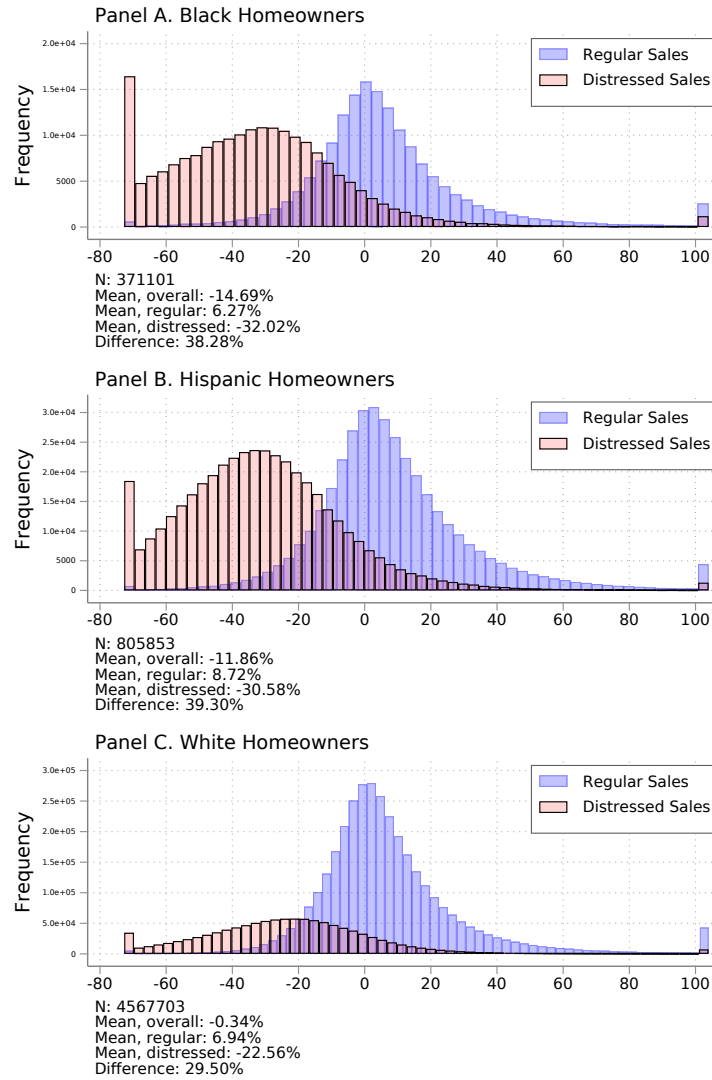 Panel A. Black Homeowners
2.0e+04
1.5e+04
1.0e+04
5000
0
Frequency
Regular Sales
Distressed Sales
-80 -60 -40 -20 0 20 40 60 80 100
N: 371101
Mean, overall: -14.69%
Mean, regular: 6.27%
Mean, distressed: -32.02%
Difference: 38.28%
Panel B. Hispanic Homeowners
3.0e+04
2.5e+04
2.0e+04
1.5e+04
1.0e+04
5000
0
Frequency
Regular Sales
Distressed Sales
-80 -60 -40 -20 0 20 40 60 80 100
N: 805853
Mean, overall: -11.86%
Mean, regular: 8.72%
Mean, distressed: -30.58%
Difference: 39.30%
Panel C. White Homeowners
3.0e+05
2.5e+05
2.0e+05
1.5e+05
1.0e+05
5.0e+04
0
Frequency
Regular Sales
Distressed Sales
-80 -60 -40 -20 0 20 40 60 80 100
N: 4567703
Mean, overall: -0.34%
Mean, regular: 6.94%
Mean, distressed: -22.56%
Difference: 29.50%